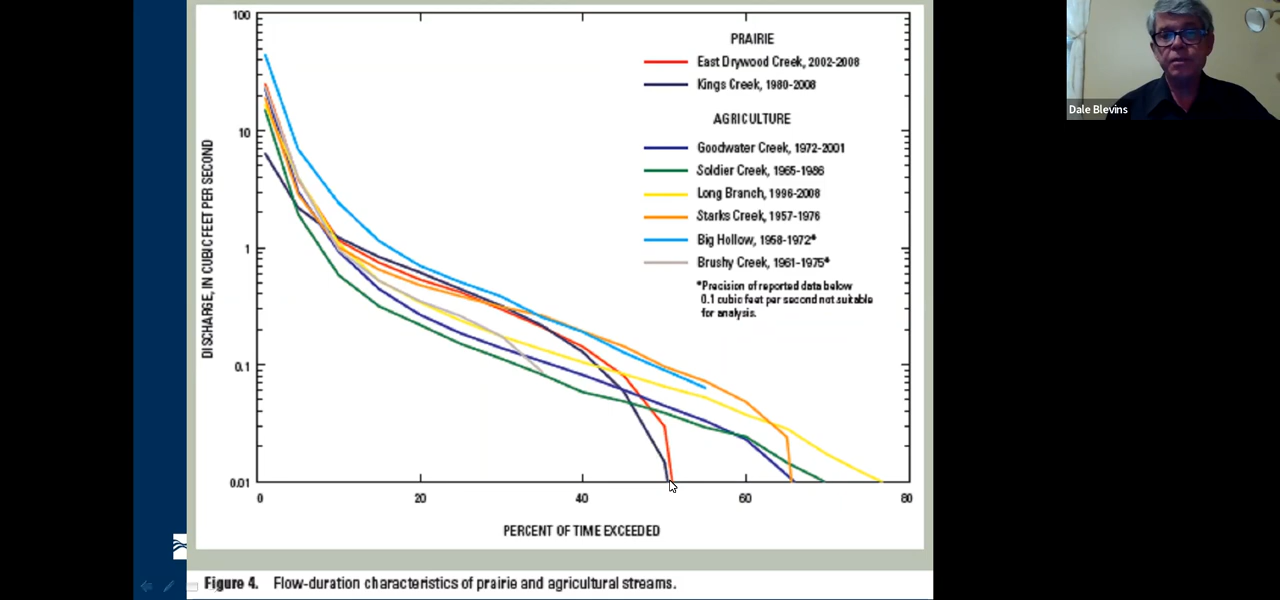 100
10
1
0.1
0.01
DISCHARGE, IN CUBIC FEET PER SECOND
PRAIRIE
East Drywood Creek, 2002-2008
Kings Creek, 1980-2008
AGRICULTURE
Goodwater Creek, 1972-2001
Soldier Creek, 1965-1986
Long Branch, 1996-2008
Starks Creek, 1957-1976
Big Hollow, 1958-1972*
Brushy Creek, 1961-1975*
*Precision of reported data below
0.1 cubic feet per second not suitable
for analysis.
0 20 40 60 80
PERCENT OF TIME EXCEEDED
Figure 4. Flow-duration characteristics of prairie and agricultural streams.
Dale Blevins